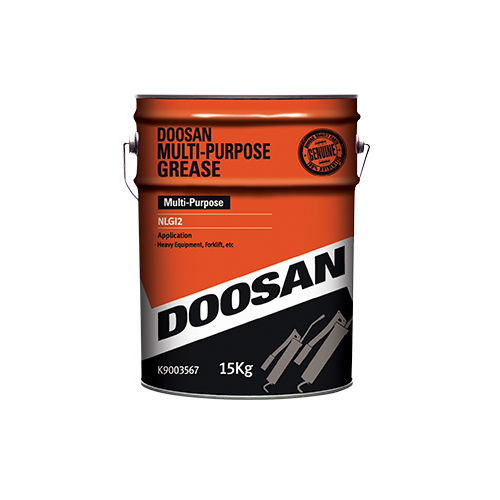 DOOSAN
MULTI-PURPOSE
GREASE
GENUINE
Multi-Purpose
NLGI2
Application
· Heavy Equipment, Forklift, etc
DOOSAN
K9003567
15Kg